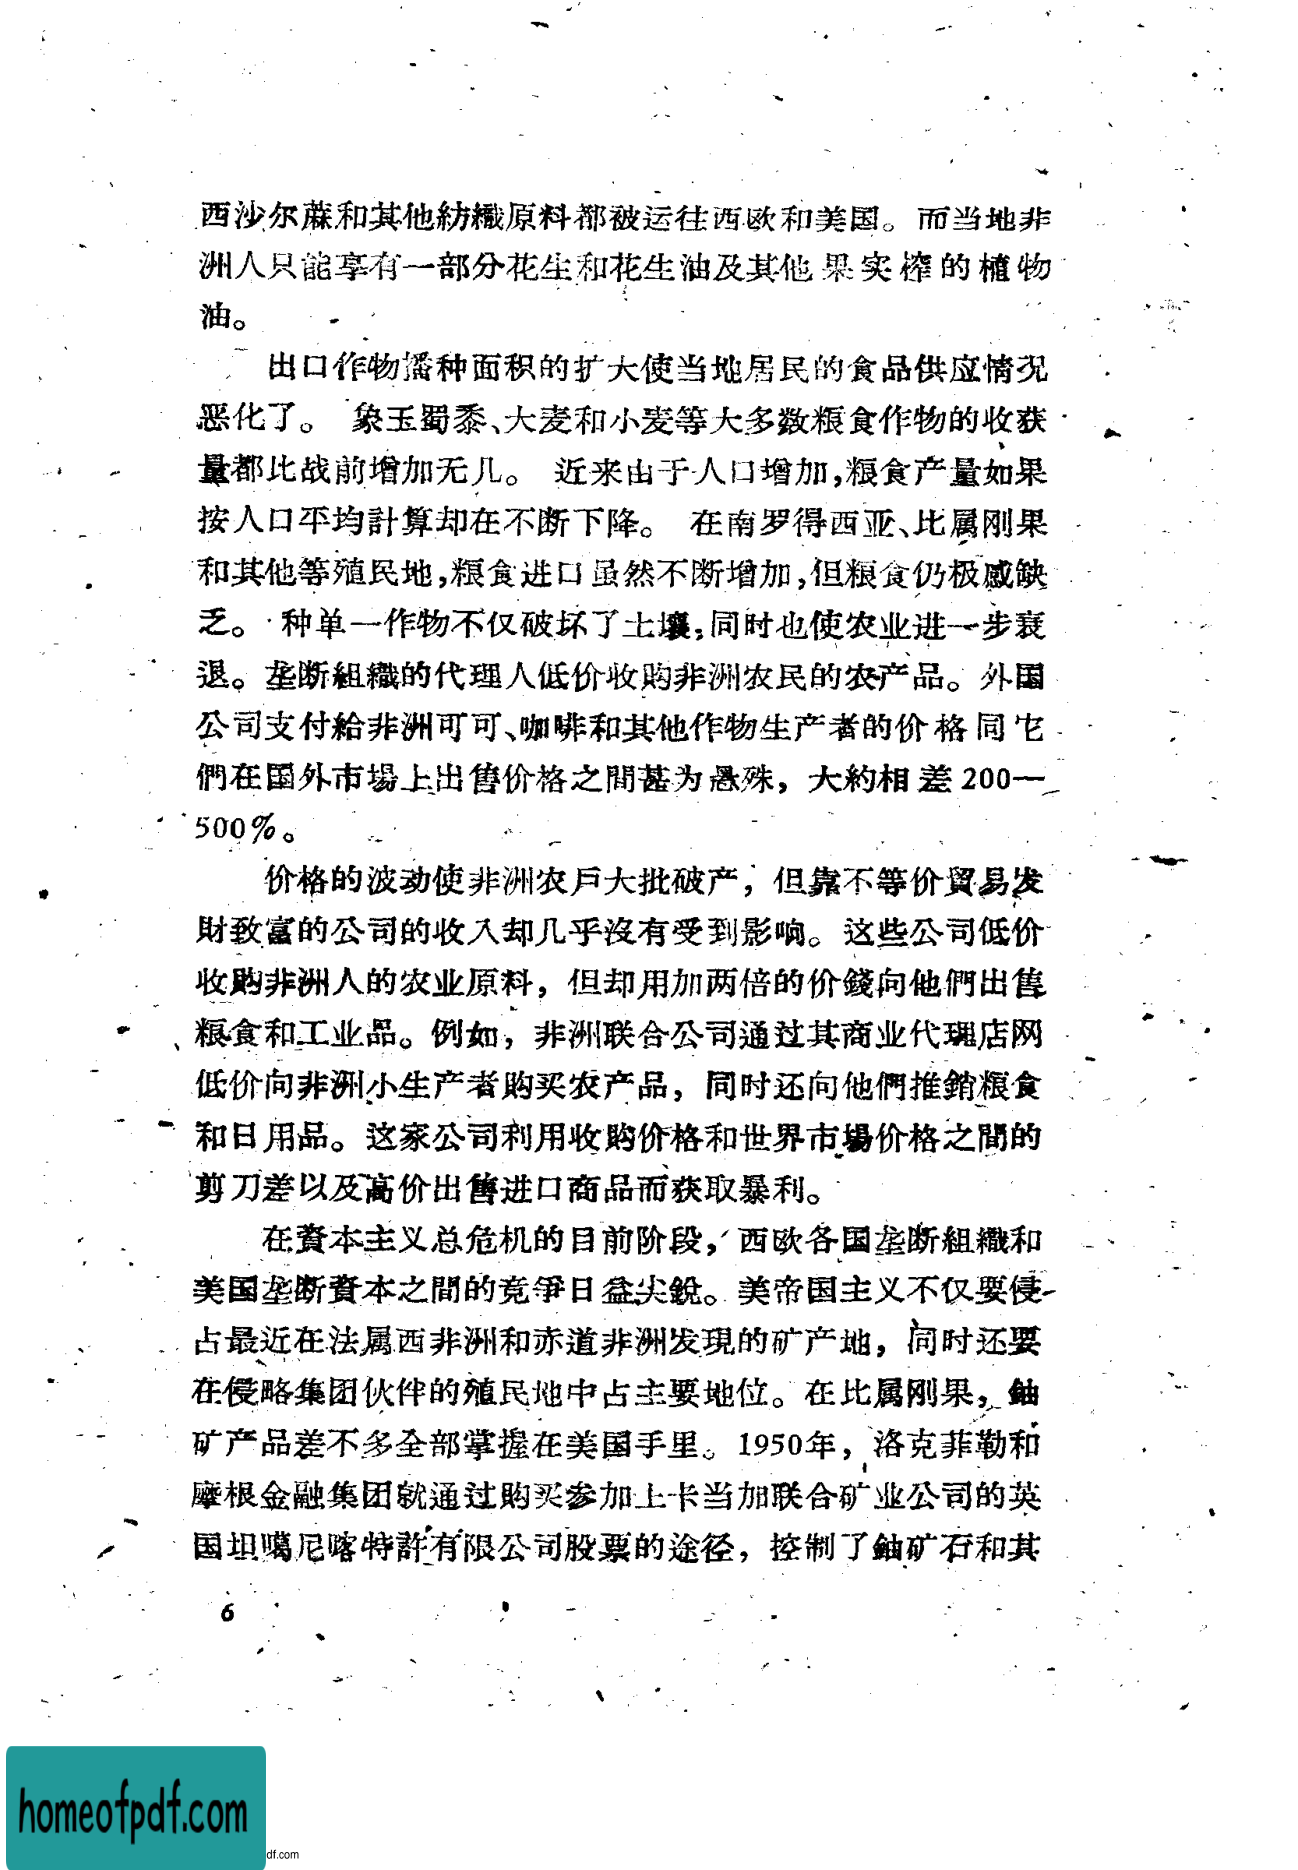 西沙尔蔴和其他紡織原料都被运往西欧和美国。而当地非
洲人只能享有一部分花生和花生油及其他果实榨的植物
油。
出口作物播种面积的扩大使当地居民的食品供应情况
恶化了。象玉蜀黍、大麦和小麦等大多数粮食作物的收获
量都比战前增加无几。近来由于人口增加,粮食产量如果
按人口平均計算却在不断下降。在南罗得西亚、比属刚果
和其他等殖民地,粮食进口虽然不断增加,但粮食仍极感缺
乏。种单一作物不仅破坏了土壤,同时也使农业进一步衰
退。垄断組織的代理人低价收购非洲农民的农产品。外国
公司支付給非洲可可、咖啡和其他作物生产者的价格同它
們在国外市場上出售价格之間甚为悬殊，大約相差200—
500%。
价格的波动使非洲农戶大批破产，但靠不等价貿易发
財致富的公司的收入却几乎沒有受到影响。这些公司低价
收购非洲人的农业原料，但却用加两倍的价錢向他們出售
粮食和工业品。例如，非洲联合公司通过其商业代理店网
低价向非洲小生产者购买农产品，同时还向他們推銷粮食
和日用品。这家公司利用收购价格和世界市場价格之間的
剪刀差以及高价出售进口商品而获取暴利。
在資本主义总危机的目前阶段，西欧各国垄断組織和
美国垄断資本之間的竞爭日益尖銳。美帝国主义不仅要侵
占最近在法属西非洲和赤道非洲发現的矿产地，同时还要
在侵略集团伙伴的殖民地中占主要地位。在比属刚果，鈾
矿产品差不多全部掌握在美国手里。1950年，洛克菲勒和
摩根金融集团就通过购买参加上卡当加联合矿业公司的英
国坦噶尼喀特許有限公司股票的途径，控制了鈾矿石和其
6
homeofpdf.com
df.com